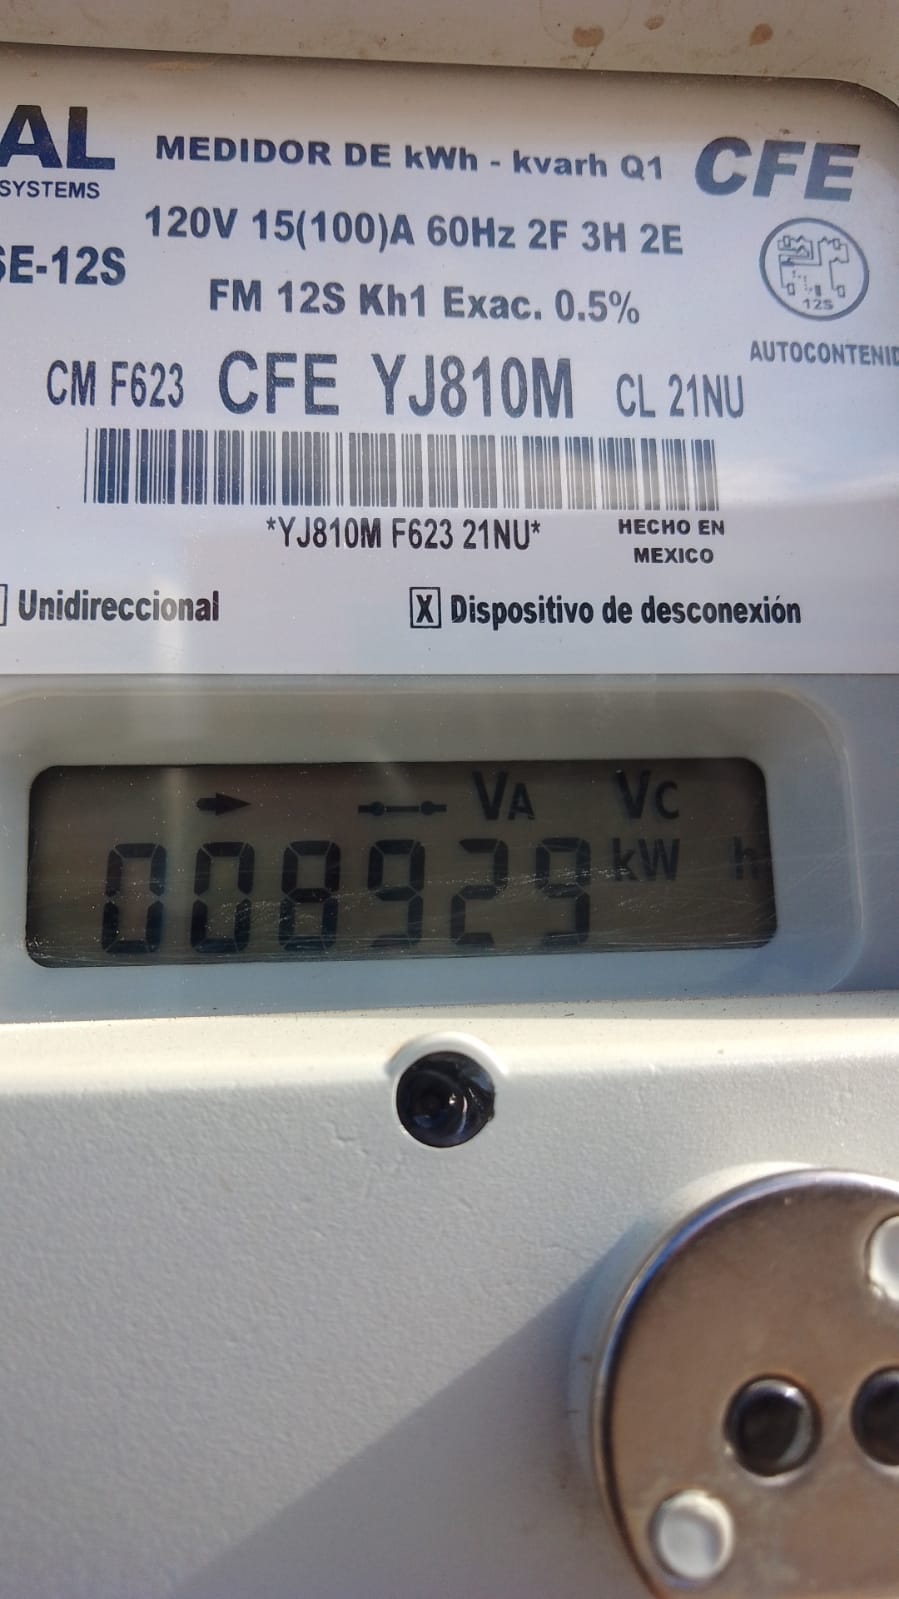 AL
SYSTEMS
MEDIDOR DE kWh - kvarh Q1
CFE
120V 15(100)A 60Hz 2F 3H 2E
SE-12S
FM 12S Kh1 Exac. 0.5%
12S
AUTOCONTENID
CM F623 CFE YJ810M CL 21NU
*YJ810M F623 21NU*
HECHO EN
MEXICO
Unidireccional
X Dispositivo de desconexión
VA VC
008929 kW h